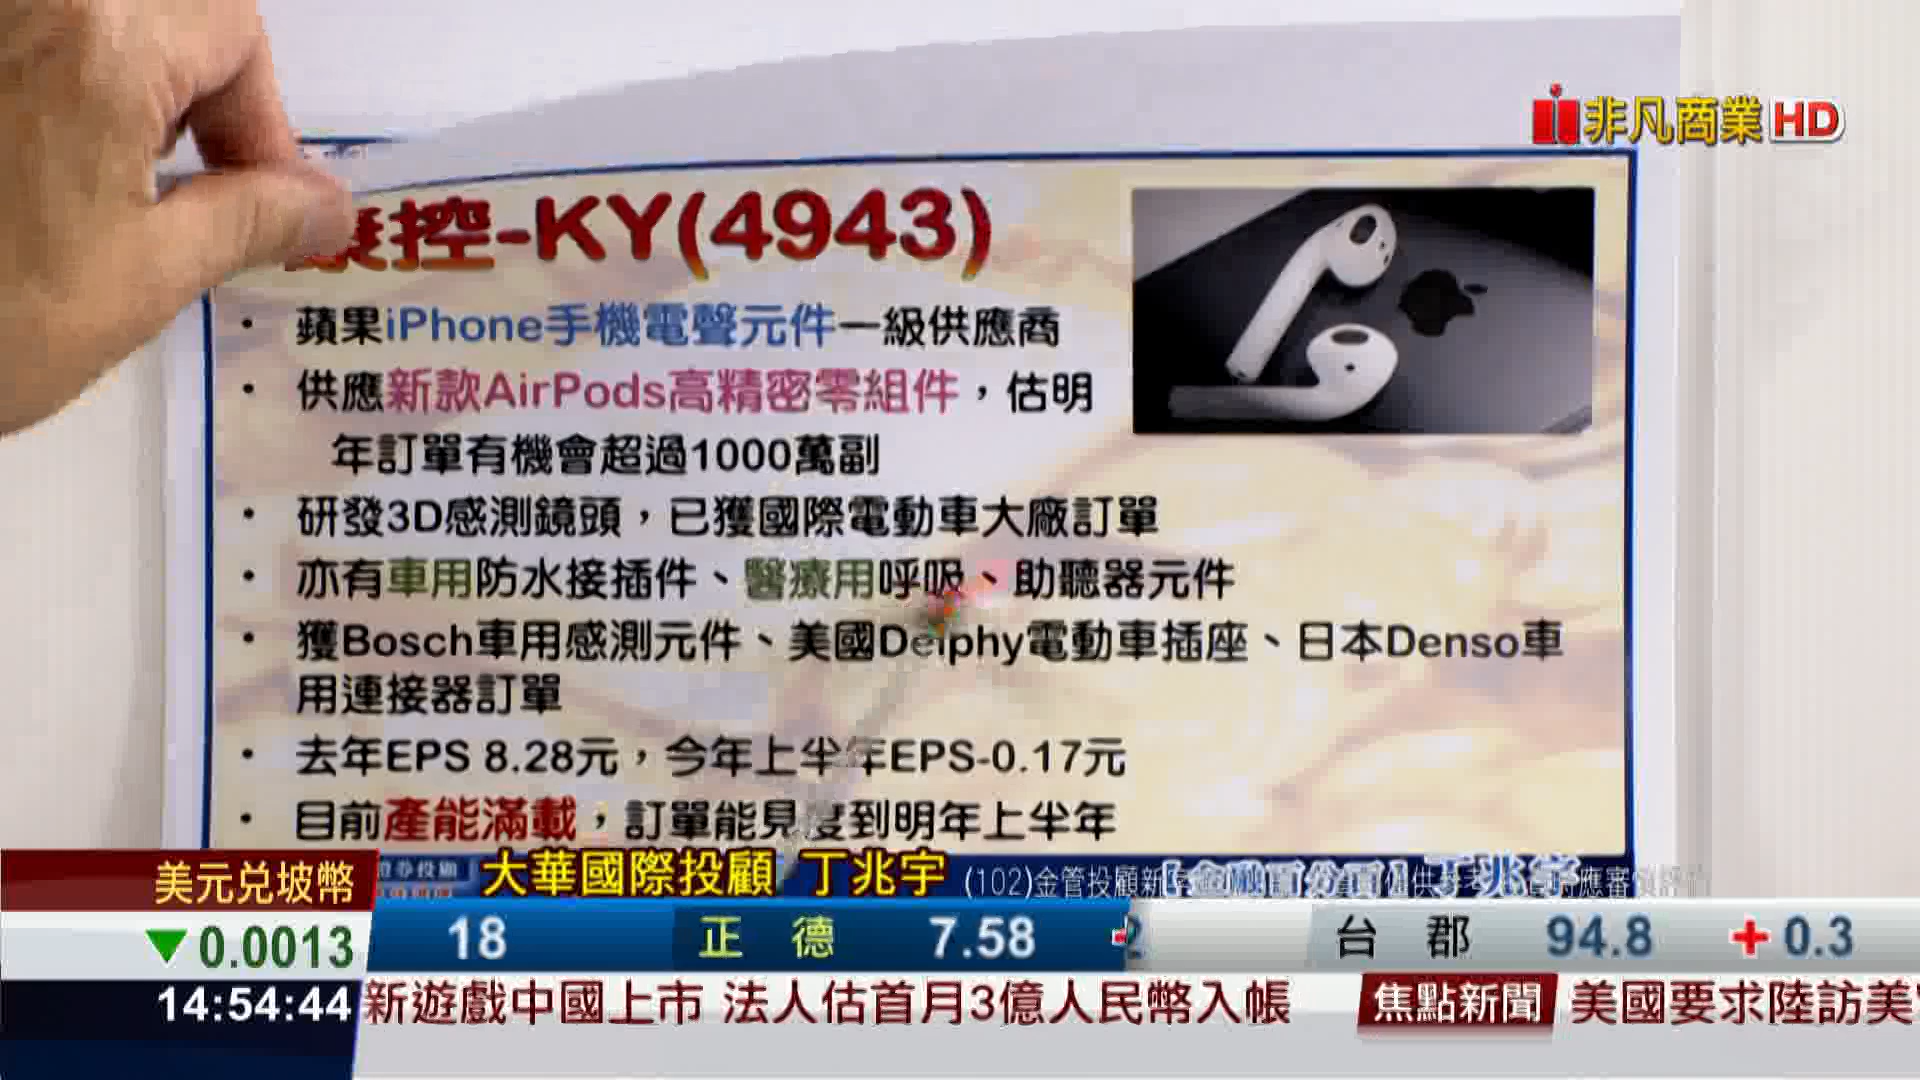 非凡商業HD
康控-KY(4943)
• 蘋果iPhone手機電聲元件一級供應商
• 供應新款AirPods高精密零組件，估明
年訂單有機會超過1000萬副
• 研發3D感測鏡頭，已獲國際電動車大廠訂單
• 亦有車用防水接插件、醫療用呼吸、助聽器元件
• 獲Bosch車用感測元件、美國Delphy電動車插座、日本Denso車
用連接器訂單
• 去年EPS 8.28元，今年上半年EPS-0.17元
• 目前產能滿載，訂單能見度到明年上半年
美元兌坡幣
大華國際投顧 丁兆宇
(102)金管投顧新
▼0.0013
18 正德 7.58
台郡 94.8 +0.3
14:54:44
新遊戲中國上市 法人估首月3億人民幣入帳
焦點新聞
美國要求陸訪美